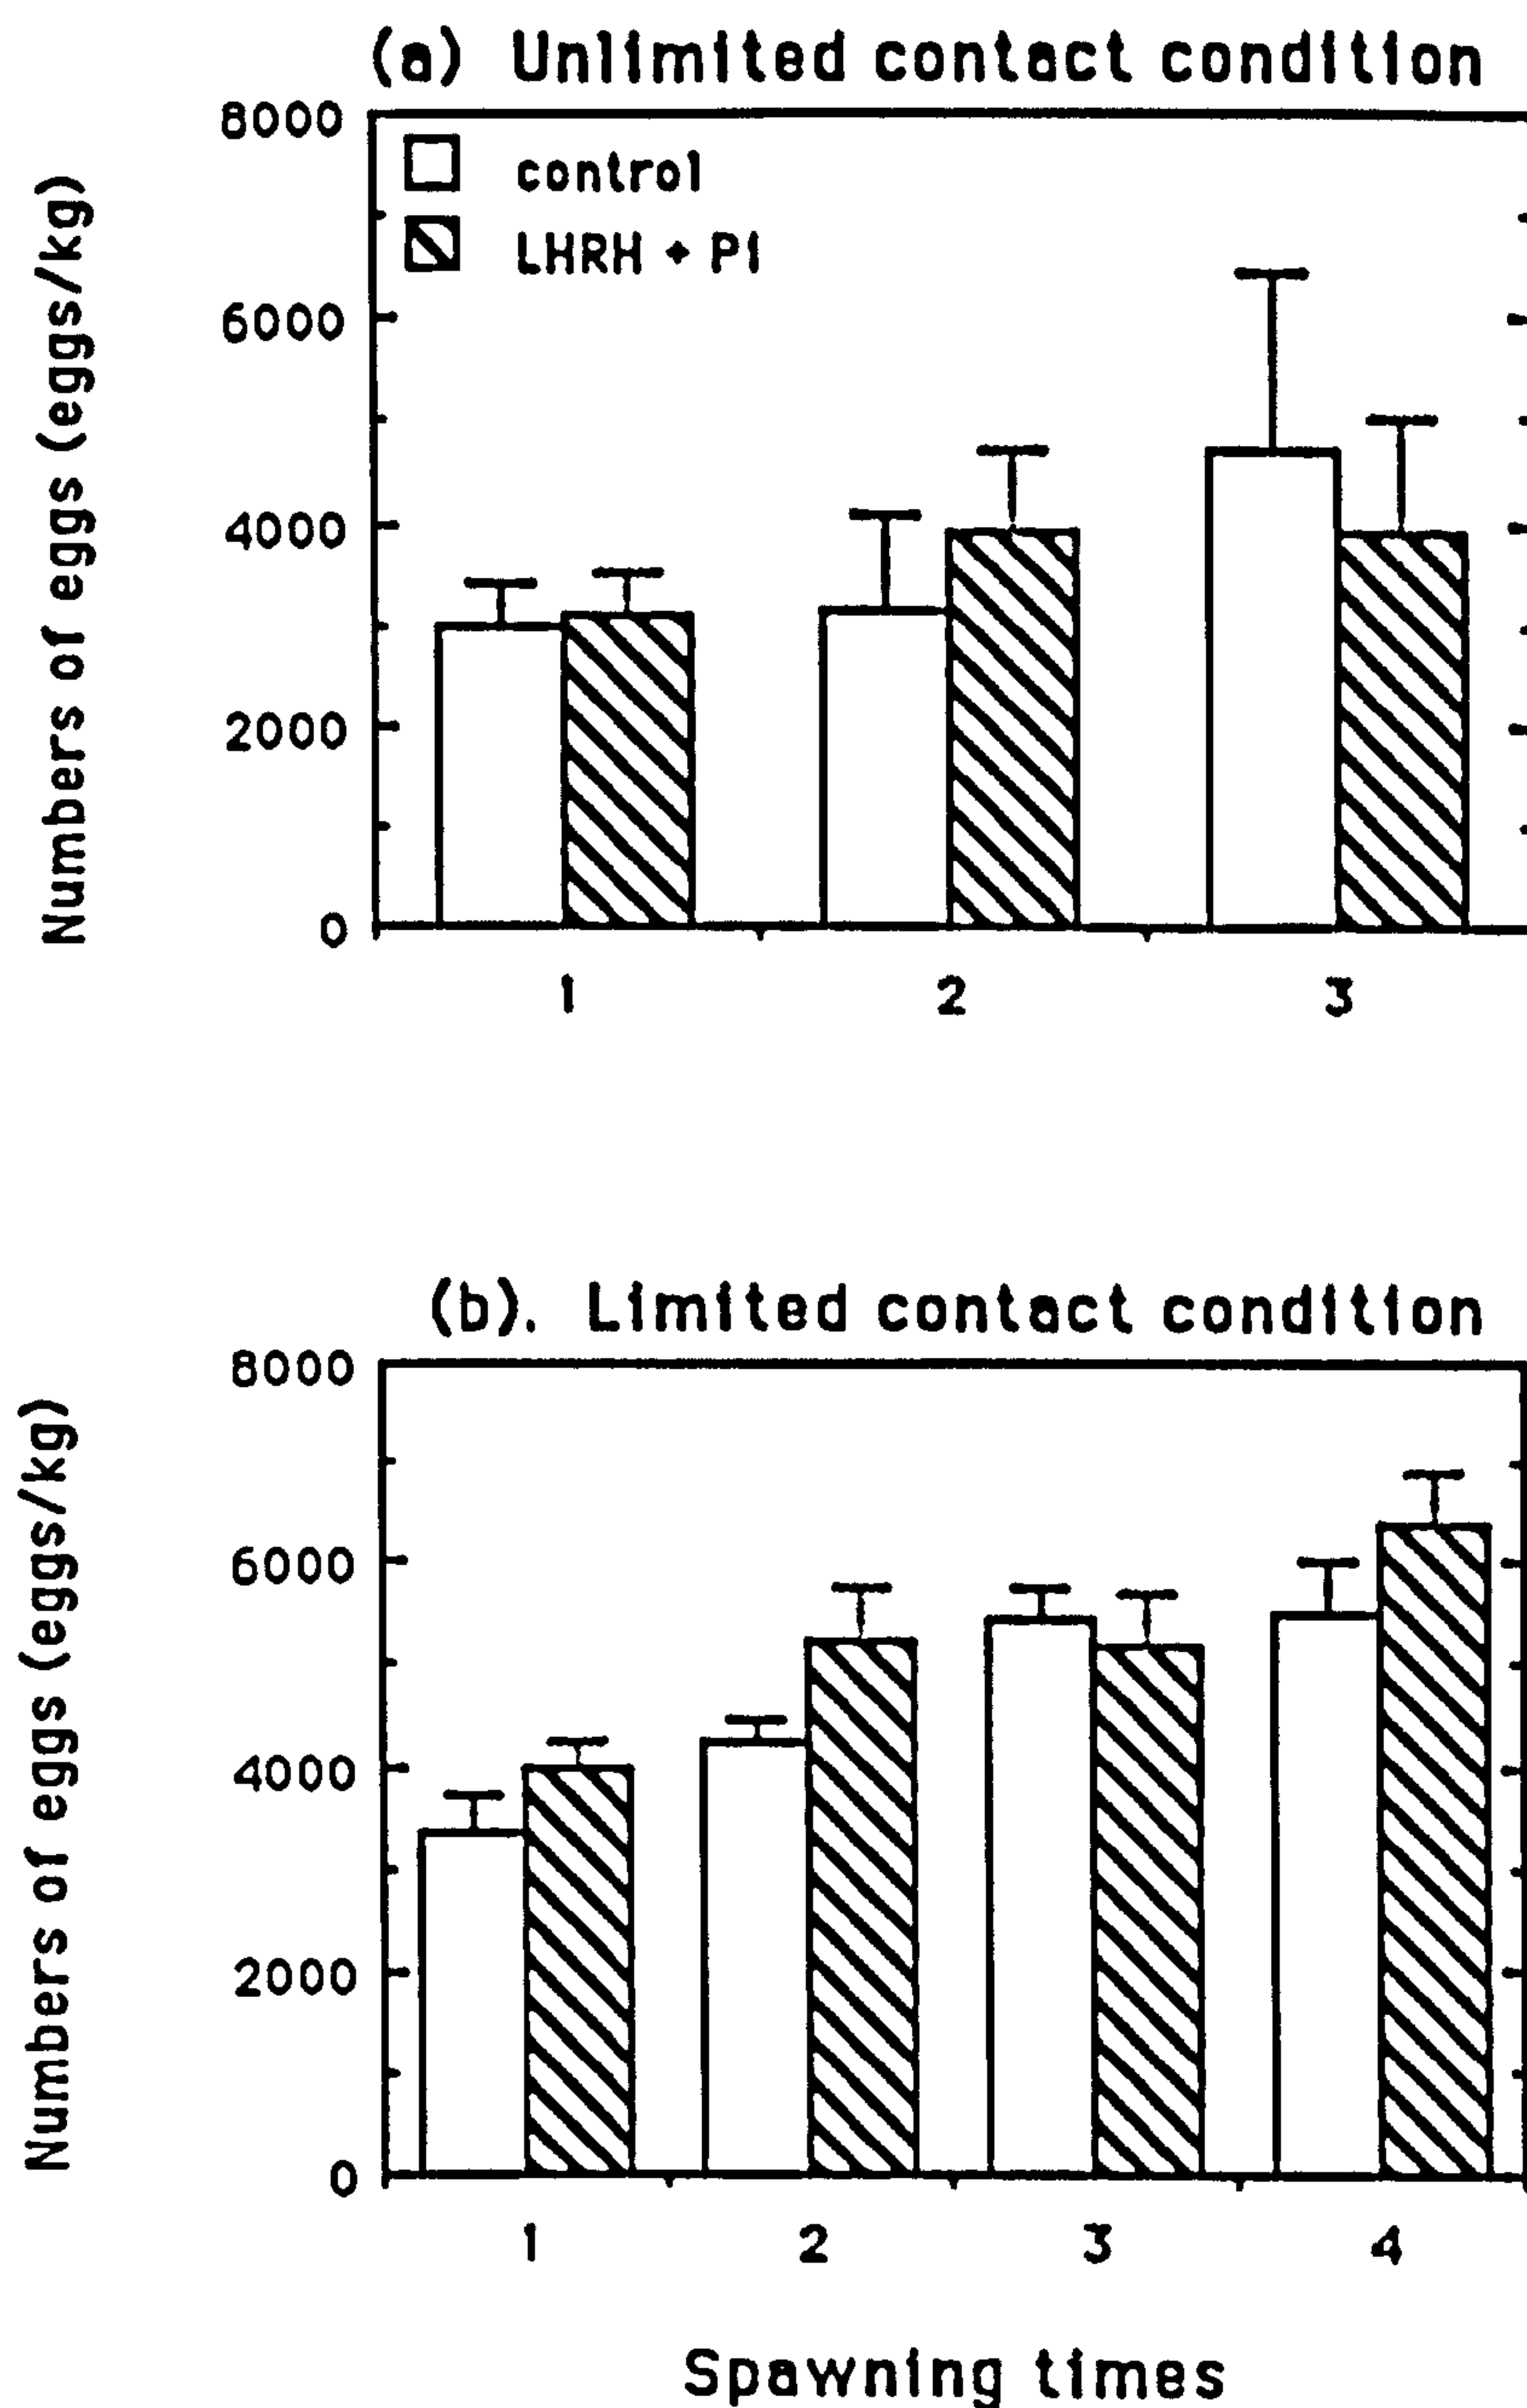 (a) Unlimited contact condition
Numbers of eggs (eggs/kg)
8000
6000
4000
2000
0
control
LHRH + PI
1 2 3
(b). Limited contact condition
Numbers of eggs (eggs/kg)
8000
6000
4000
2000
0
1 2 3 4
Spawning times